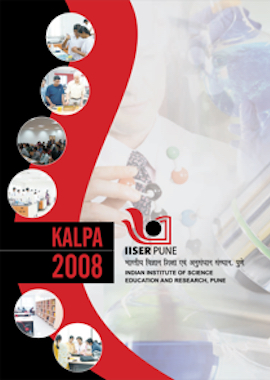 KALPA
2008
IISER PUNE
भारतीय विज्ञान शिक्षा एवं अनुसंधान संस्थान, पुणे
INDIAN INSTITUTE OF SCIENCE
EDUCATION AND RESEARCH, PUNE